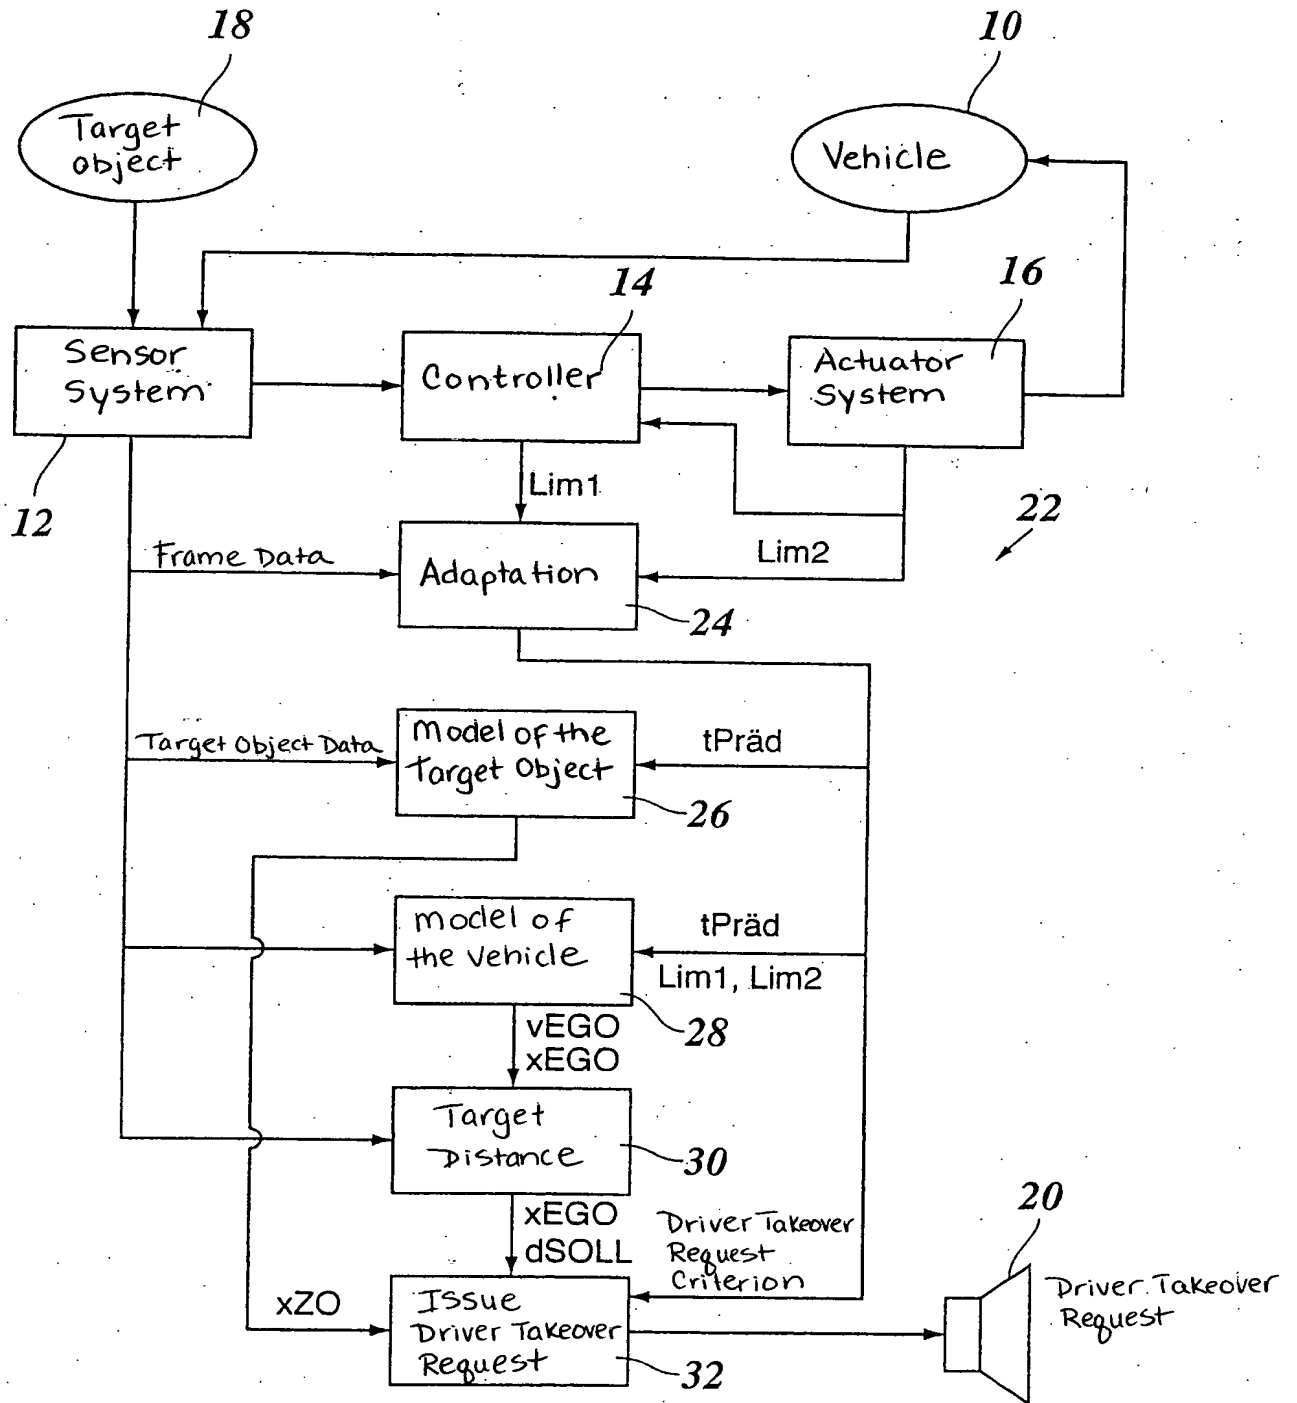 18
10
Target
object
Vehicle
14
16
Sensor
System
Controller
Actuator
System
12
Lim1
22
Frame Data
Adaptation
Lim2
24
Target Object Data
Model of the
Target Object
tPräd
26
model of
the vehicle
tPräd
Lim1, Lim2
28
vEGO
xEGO
Target
Distance
30
20
xEGO
dSOLL
Driver Takeover
Request
Criterion
xZO
Issue
Driver Takeover
Request
32
Driver Takeover
Request